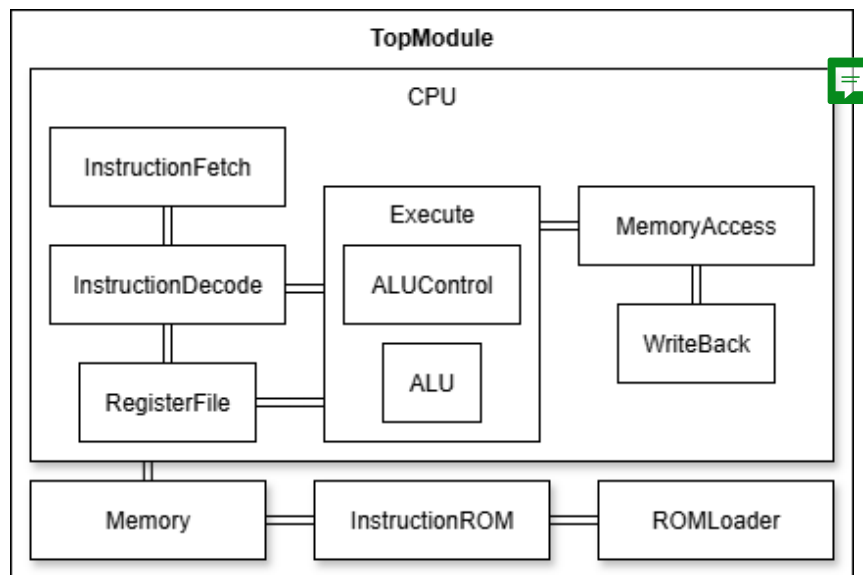 TopModule
CPU
InstructionFetch
Execute
MemoryAccess
InstructionDecode
ALUControl
WriteBack
RegisterFile
ALU
Memory
InstructionROM
ROMLoader